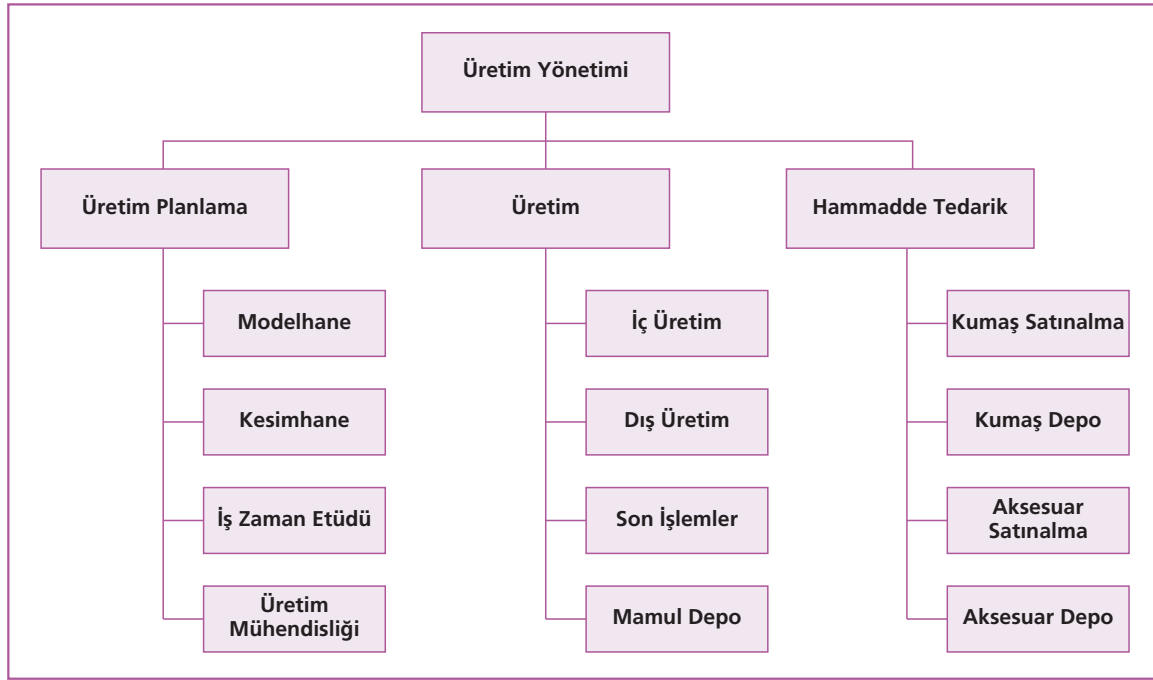 Üretim Yönetimi
Üretim Planlama
Üretim
Hammadde Tedarik
Modelhane
Kesimhane
İş Zaman Etüdü
Üretim
Mühendisliği
İç Üretim
Dış Üretim
Son İşlemler
Mamul Depo
Kumaş Satınalma
Kumaş Depo
Aksesuar
Satınalma
Aksesuar Depo